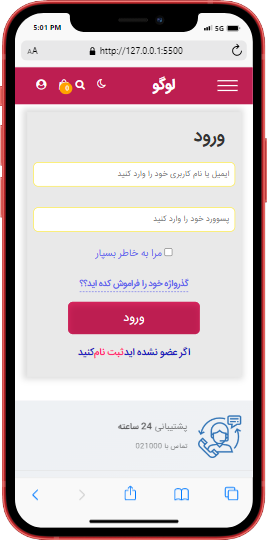 5:01 PM
5G
AA
http://127.0.0.1:5500
لوگو
0
ورود
ایمیل یا نام کاربری خود را وارد کنید
پسوورد خود را وارد کنید
مرا به خاطر بسپار
گذرواژه خود را فراموش کده اید؟؟
ورود
اگر عضو نشده ایدثبت نام‌کنید
پشتیبانی 24 ساعته
تماس با 021000